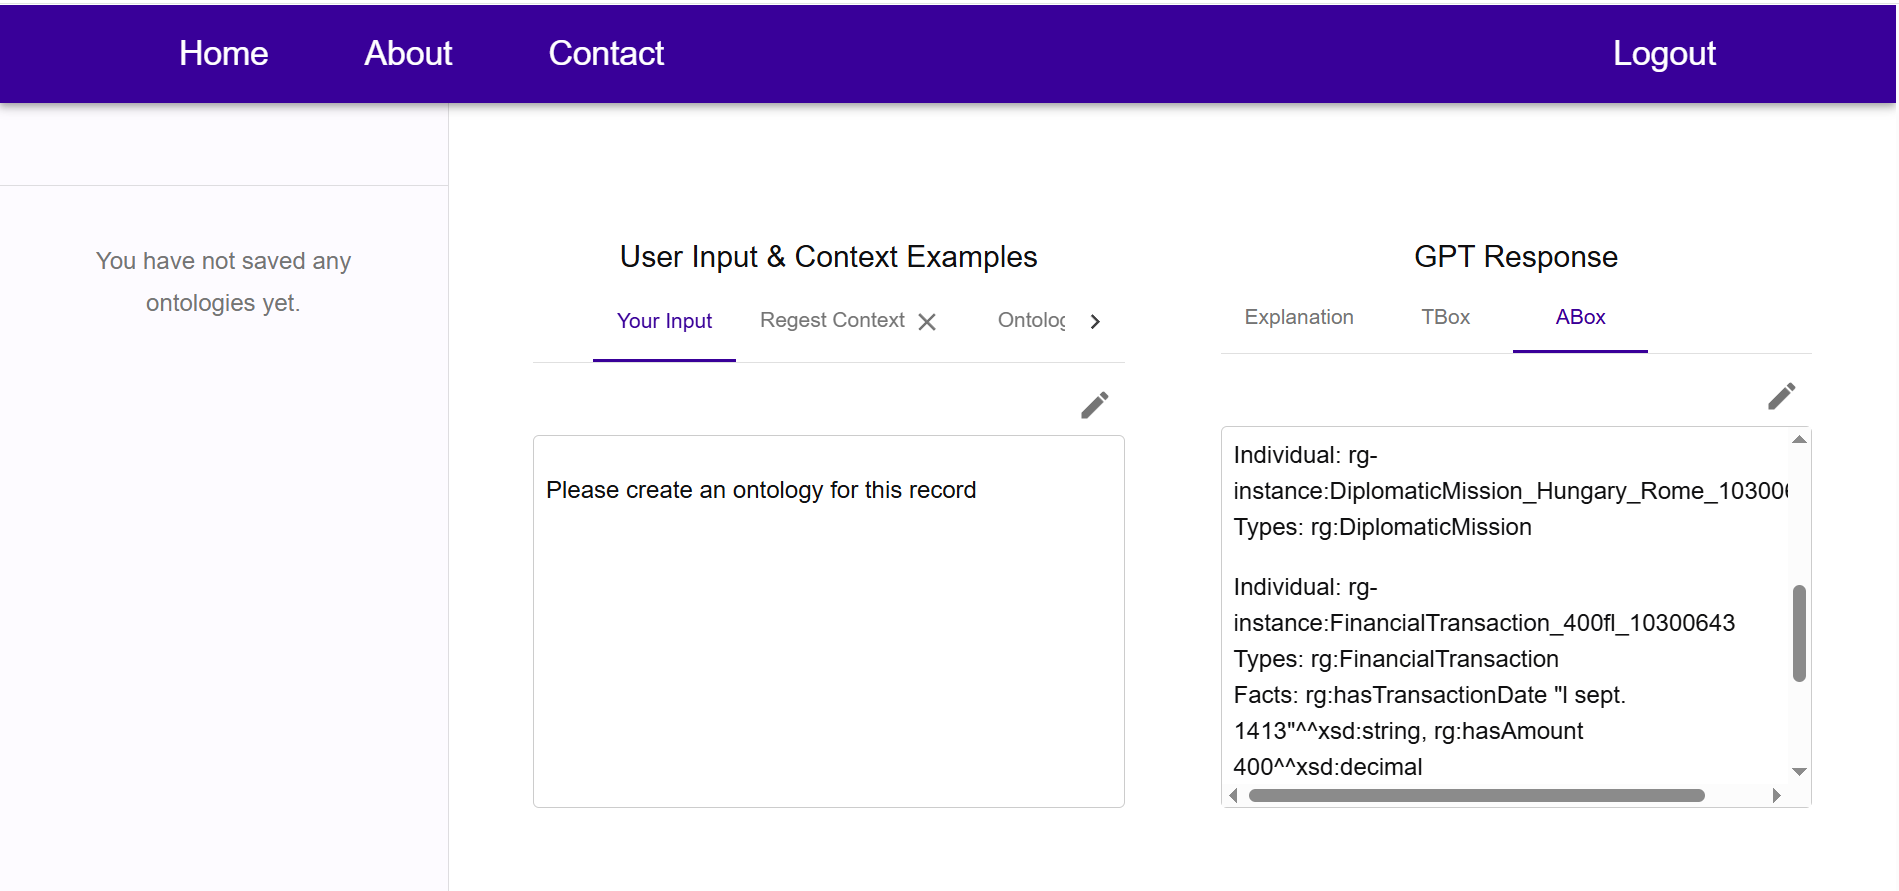 Home About Contact Logout
You have not saved any
ontologies yet.
User Input & Context Examples
Your Input Regest Context
Please create an ontology for this record
GPT Response
Explanation TBox ABox
Individual: rg-
instance:DiplomaticMission_Hungary_Rome_10300
Types: rg:DiplomaticMission
Individual: rg-
instance:FinancialTransaction_400fl_10300643
Types: rg:FinancialTransaction
Facts: rg:hasTransactionDate "l sept.
1413"^^xsd:string, rg:hasAmount
400^^xsd:decimal